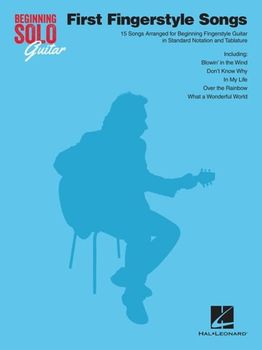 BEGINNING
SOLO
Guitar
First Fingerstyle Songs
15 Songs Arranged for Beginning Fingerstyle Guitar
in Standard Notation and Tablature
Including:
Blowin' in the Wind
Don't Know Why
In My Life
Over the Rainbow
What a Wonderful World
HAL•LEONARD®